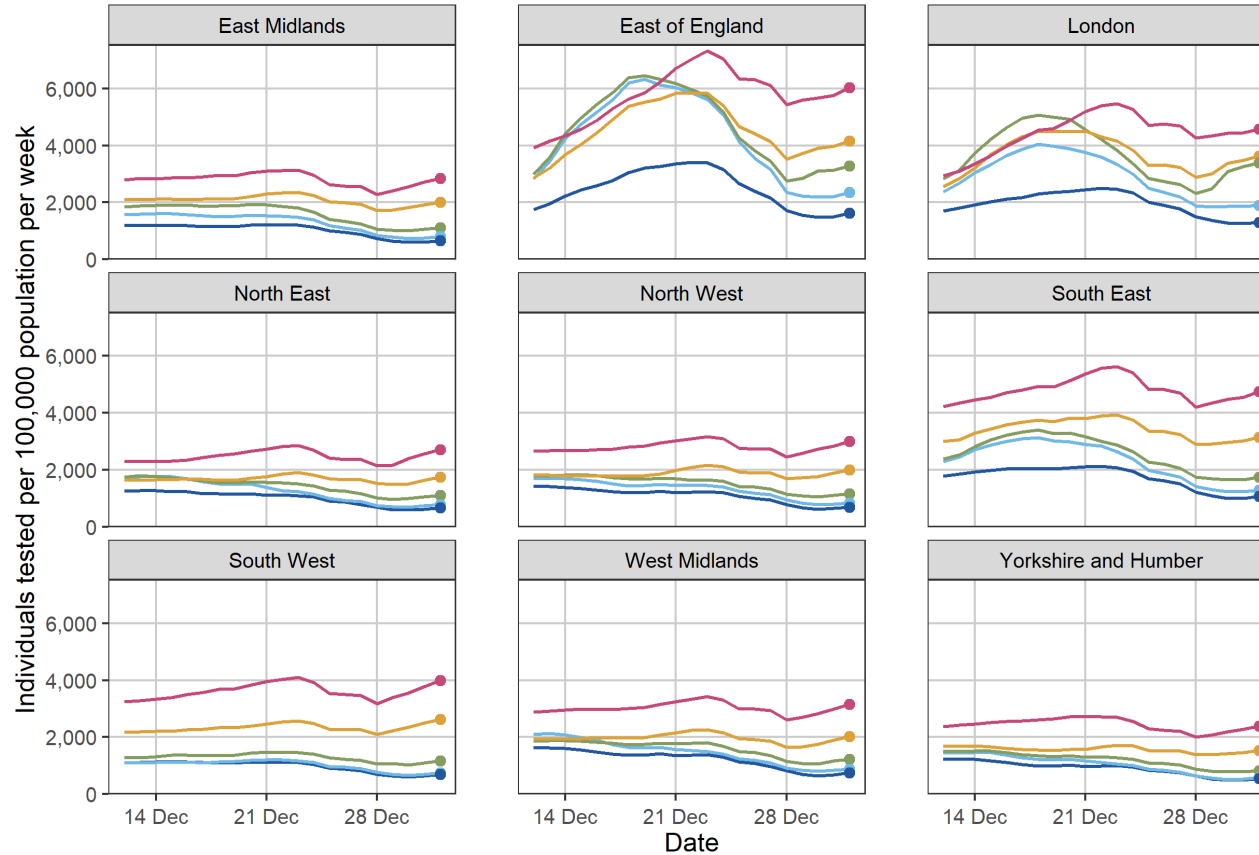 East Midlands
East of England
London
6,000
4,000
2,000
0
North East
North West
South East
6,000
4,000
2,000
0
South West
West Midlands
Yorkshire and Humber
6,000
4,000
2,000
0
14 Dec
21 Dec
28 Dec
14 Dec
21 Dec
28 Dec
14 Dec
21 Dec
28 Dec
Date
Individuals tested per 100,000 population per week